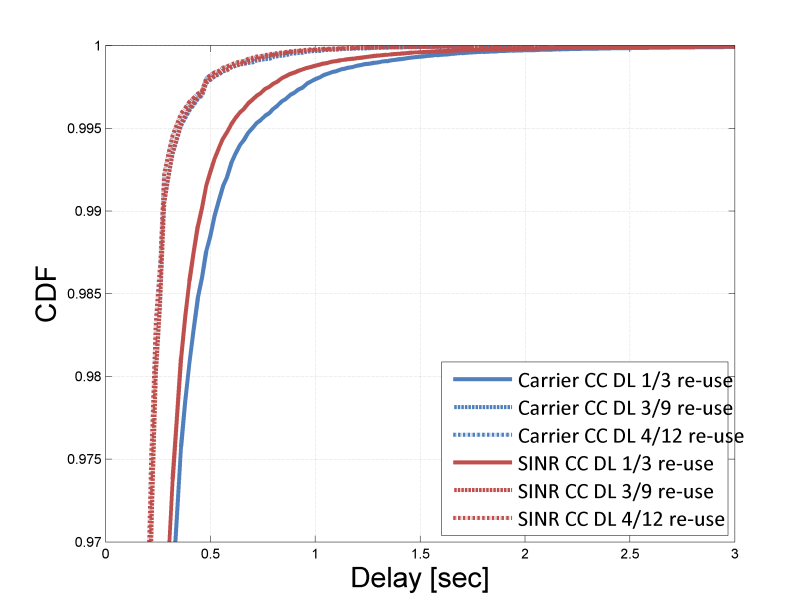 1
0.995
0.99
0.985
0.98
0.975
0.97
CDF
Carrier CC DL 1/3 re-use
Carrier CC DL 3/9 re-use
Carrier CC DL 4/12 re-use
SINR CC DL 1/3 re-use
SINR CC DL 3/9 re-use
SINR CC DL 4/12 re-use
0 0.5 1 1.5 2 2.5 3
Delay [sec]